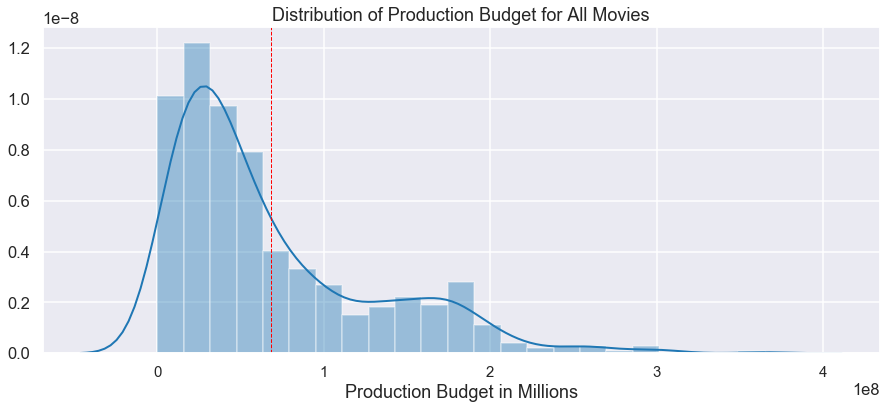 Distribution of Production Budget for All Movies
1e−8
1.2
1.0
0.8
0.6
0.4
0.2
0.0
0 1 2 3 4
1e8
Production Budget in Millions